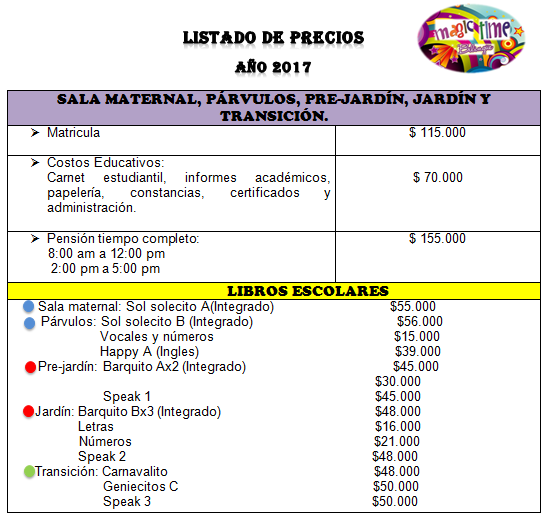 LISTADO DE PRECIOS
AÑO 2017
magic time
Bilingüe
SALA MATERNAL, PÁRVULOS, PRE-JARDÍN, JARDÍN Y
TRANSICIÓN.
➢ Matricula $ 115.000
➢ Costos Educativos:
Carnet estudiantil, informes académicos, $ 70.000
papelería, constancias, certificados y
administración.
➢ Pensión tiempo completo: $ 155.000
8:00 am a 12:00 pm
2:00 pm a 5:00 pm
LIBROS ESCOLARES
Sala maternal: Sol solecito A(Integrado) $55.000
Párvulos: Sol solecito B (Integrado) $56.000
Vocales y números $15.000
Happy A (Ingles) $39.000
Pre-jardín: Barquito Ax2 (Integrado) $45.000
$30.000
Speak 1 $45.000
Jardín: Barquito Bx3 (Integrado) $48.000
Letras $16.000
Números $21.000
Speak 2 $48.000
Transición: Carnavalito $48.000
Geniecitos C $50.000
Speak 3 $50.000